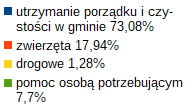 utrzymanie porządku i czy-
stości w gminie 73,08%
zwierzęta 17,94%
drogowe 1,28%
pomoc osobą potrzebującym
7,7%